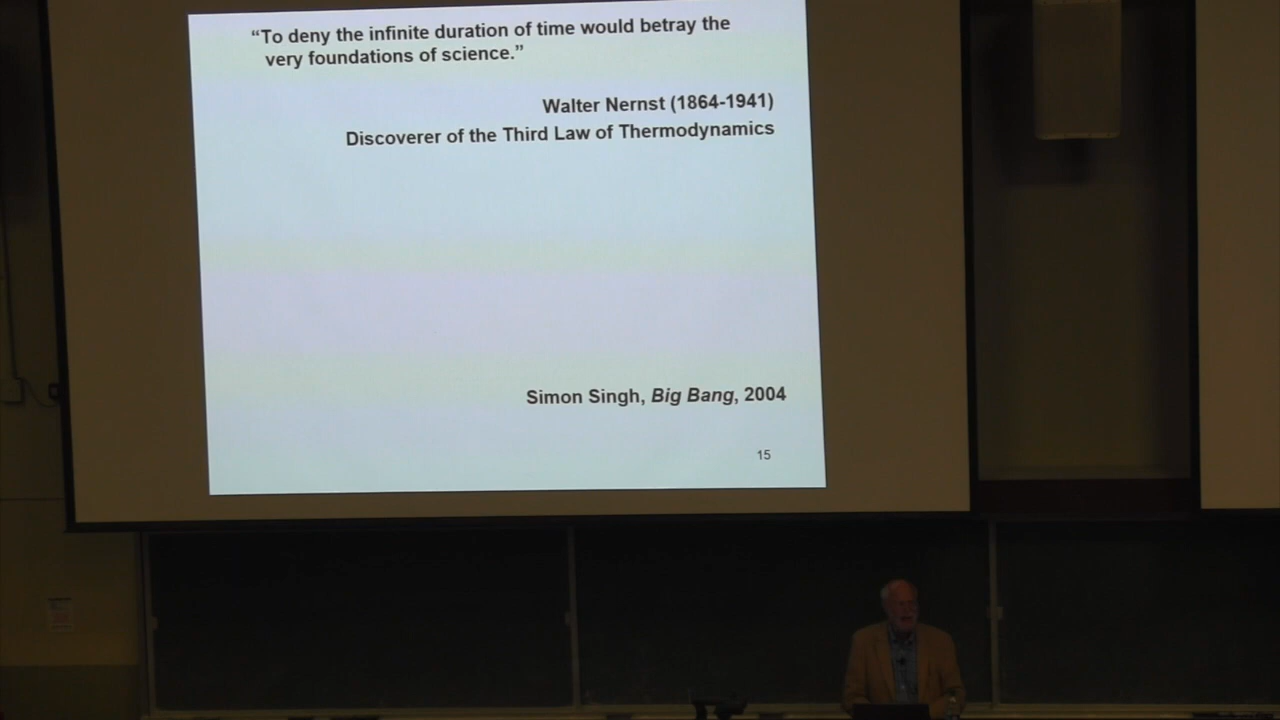 “To deny the infinite duration of time would betray the
very foundations of science.”
Walter Nernst (1864-1941)
Discoverer of the Third Law of Thermodynamics
Simon Singh, Big Bang, 2004
15